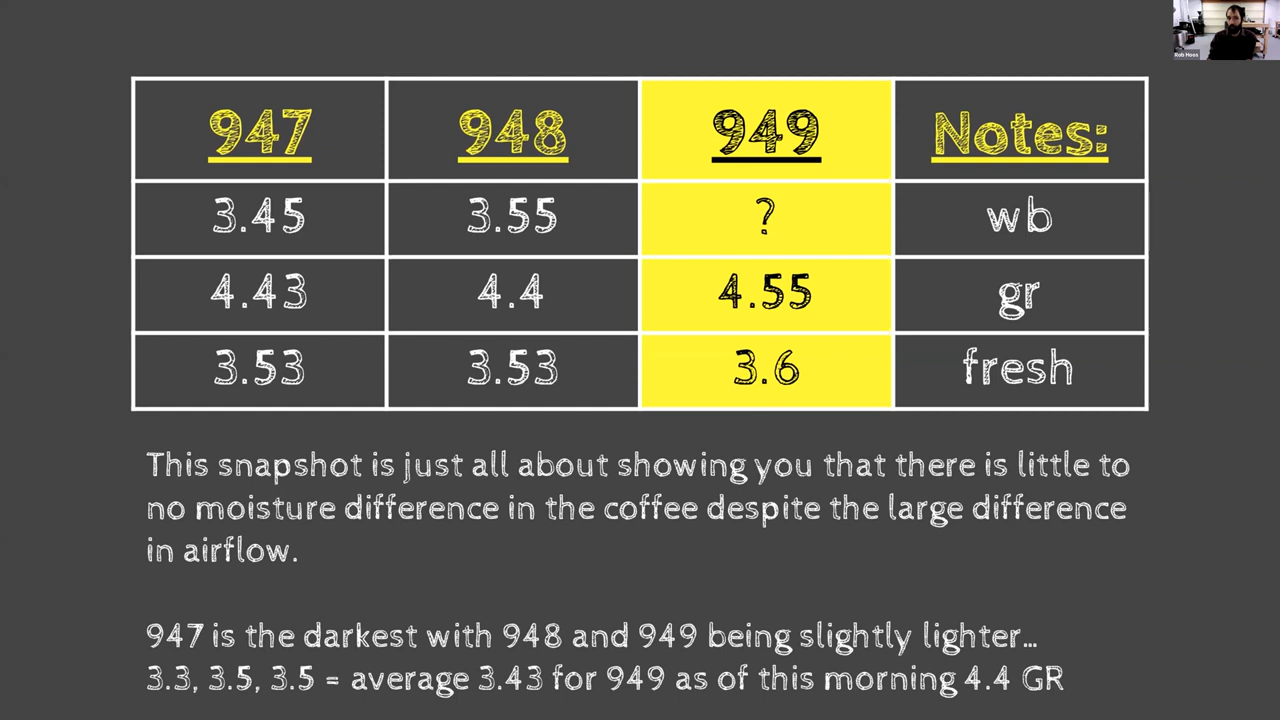 Rob Hoos
947 948 949 Notes:
3.45 3.55 ? wb
4.43 4.4 4.55 gr
3.53 3.53 3.6 fresh
This snapshot is just all about showing you that there is little to
no moisture difference in the coffee despite the large difference
in airflow.
947 is the darkest with 948 and 949 being slightly lighter...
3.3, 3.5, 3.5 = average 3.43 for 949 as of this morning 4.4 GR